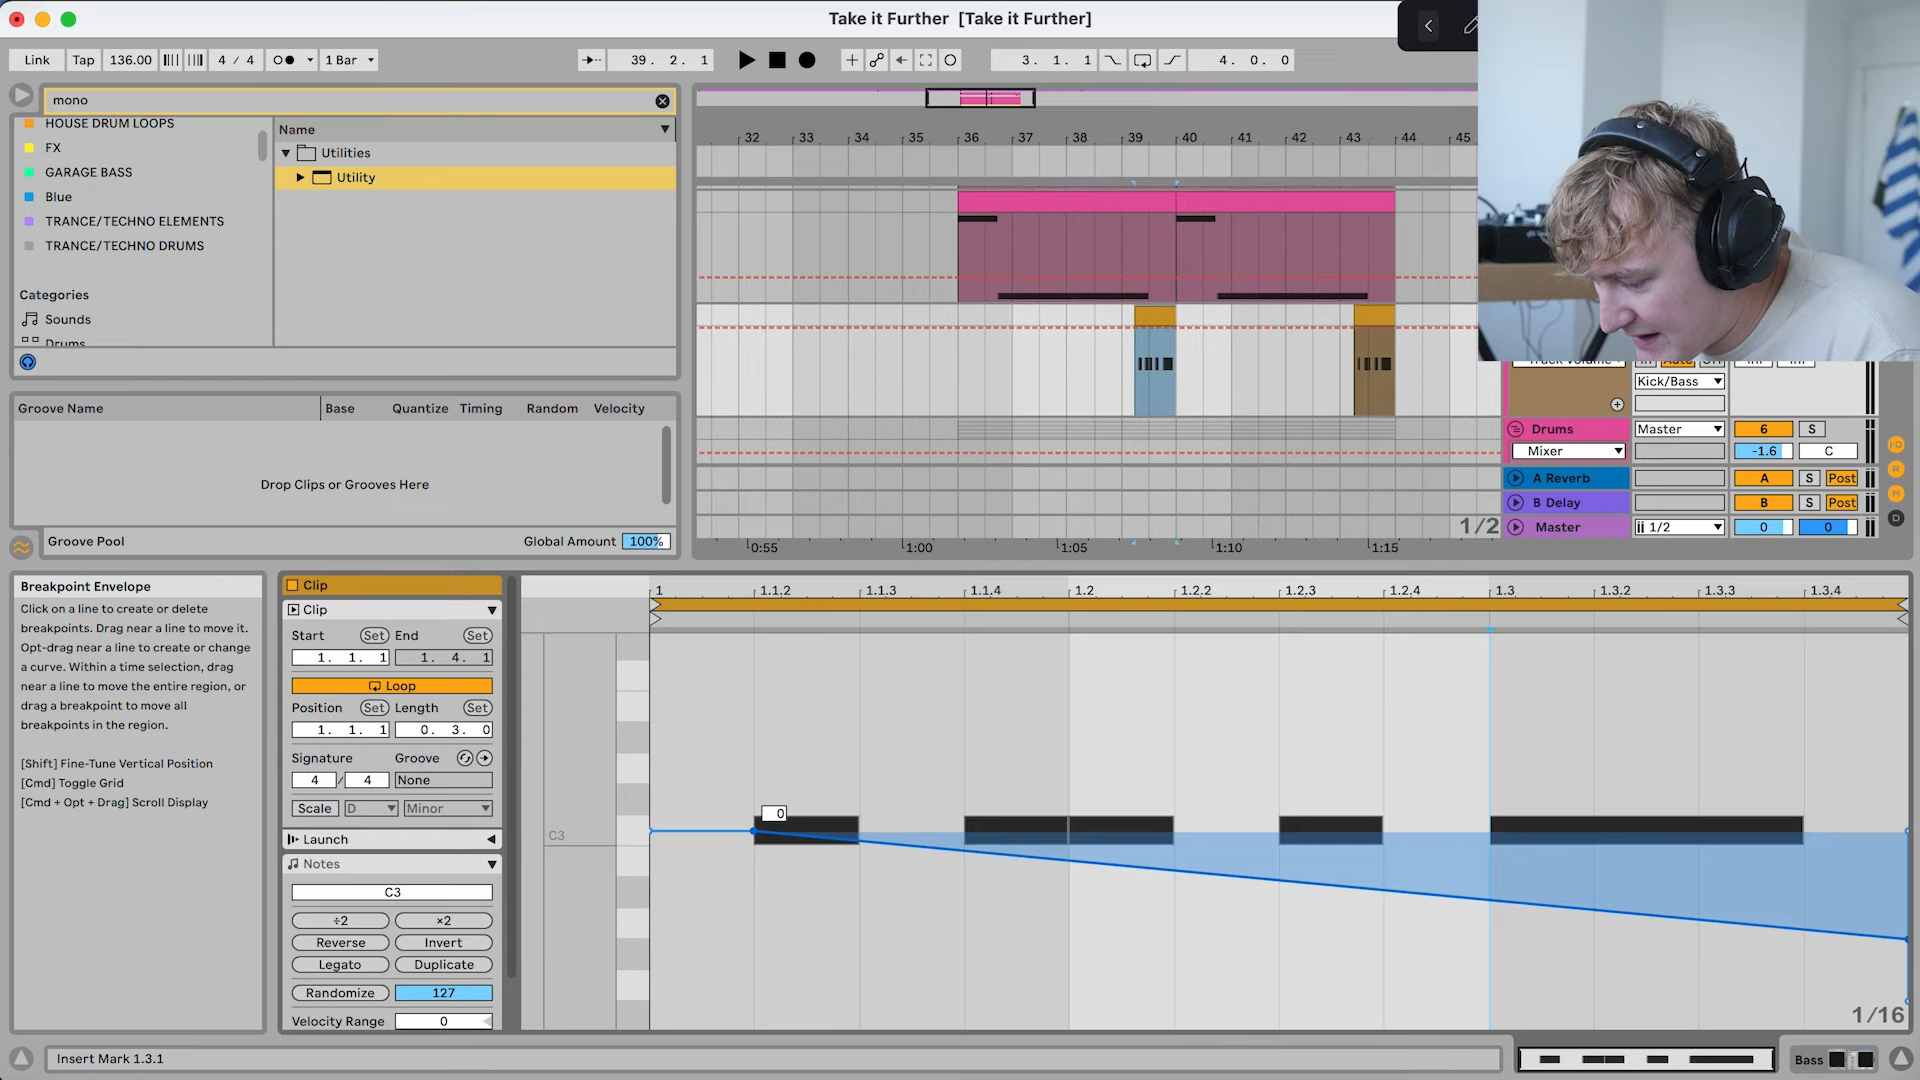 Take it Further [Take it Further]
Link Tap 136.00 4 / 4 1 Bar 39. 2. 1 3. 1. 1 4. 0. 0
mono
HOUSE DRUM LOOPS
FX
GARAGE BASS
Blue
TRANCE/TECHNO ELEMENTS
TRANCE/TECHNO DRUMS
Categories
Sounds
Drums
Name
Utilities
Utility
Groove Name Base Quantize Timing Random Velocity
Drop Clips or Grooves Here
Groove Pool Global Amount 100%
32 33 34 35 36 37 38 39 40 41 42 43 44 45
1/2
0:55 1:00 1:05 1:10 1:15
Kick/Bass
Drums Master 6 S
Mixer -1.6 C
A Reverb A S Post
B Delay B S Post
Master 1/2 0 0
Breakpoint Envelope
Click on a line to create or delete
breakpoints. Drag near a line to move it.
Opt-drag near a line to create or change
a curve. Within a time selection, drag
near a line to move the entire region, or
drag a breakpoint to move all
breakpoints in the region.
[Shift] Fine-Tune Vertical Position
[Cmd] Toggle Grid
[Cmd + Opt + Drag] Scroll Display
Clip
Clip
Start Set End Set
1. 1. 1 1. 4. 1
Loop
Position Set Length Set
1. 1. 1 0. 3. 0
Signature Groove
4 / 4 None
Scale D Minor
Launch
Notes
C3
÷2 ×2
Reverse Invert
Legato Duplicate
Randomize 127
Velocity Range 0
1 1.1.2 1.1.3 1.1.4 1.2 1.2.2 1.2.3 1.2.4 1.3 1.3.2 1.3.3 1.3.4
0
C3
1/16
Insert Mark 1.3.1
Bass